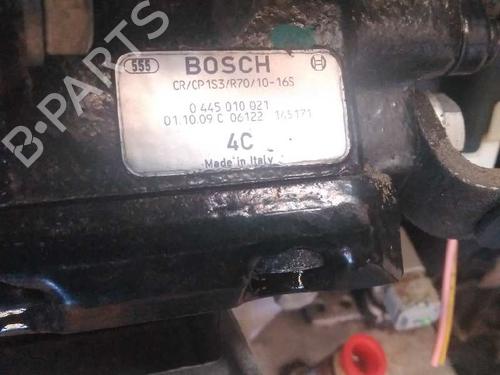 555 BOSCH
CR/CP1S3/R70/10-16S
0 445 010 021
01.10.09 C 06122 145171
4C
Made in Italy
B-PARTS